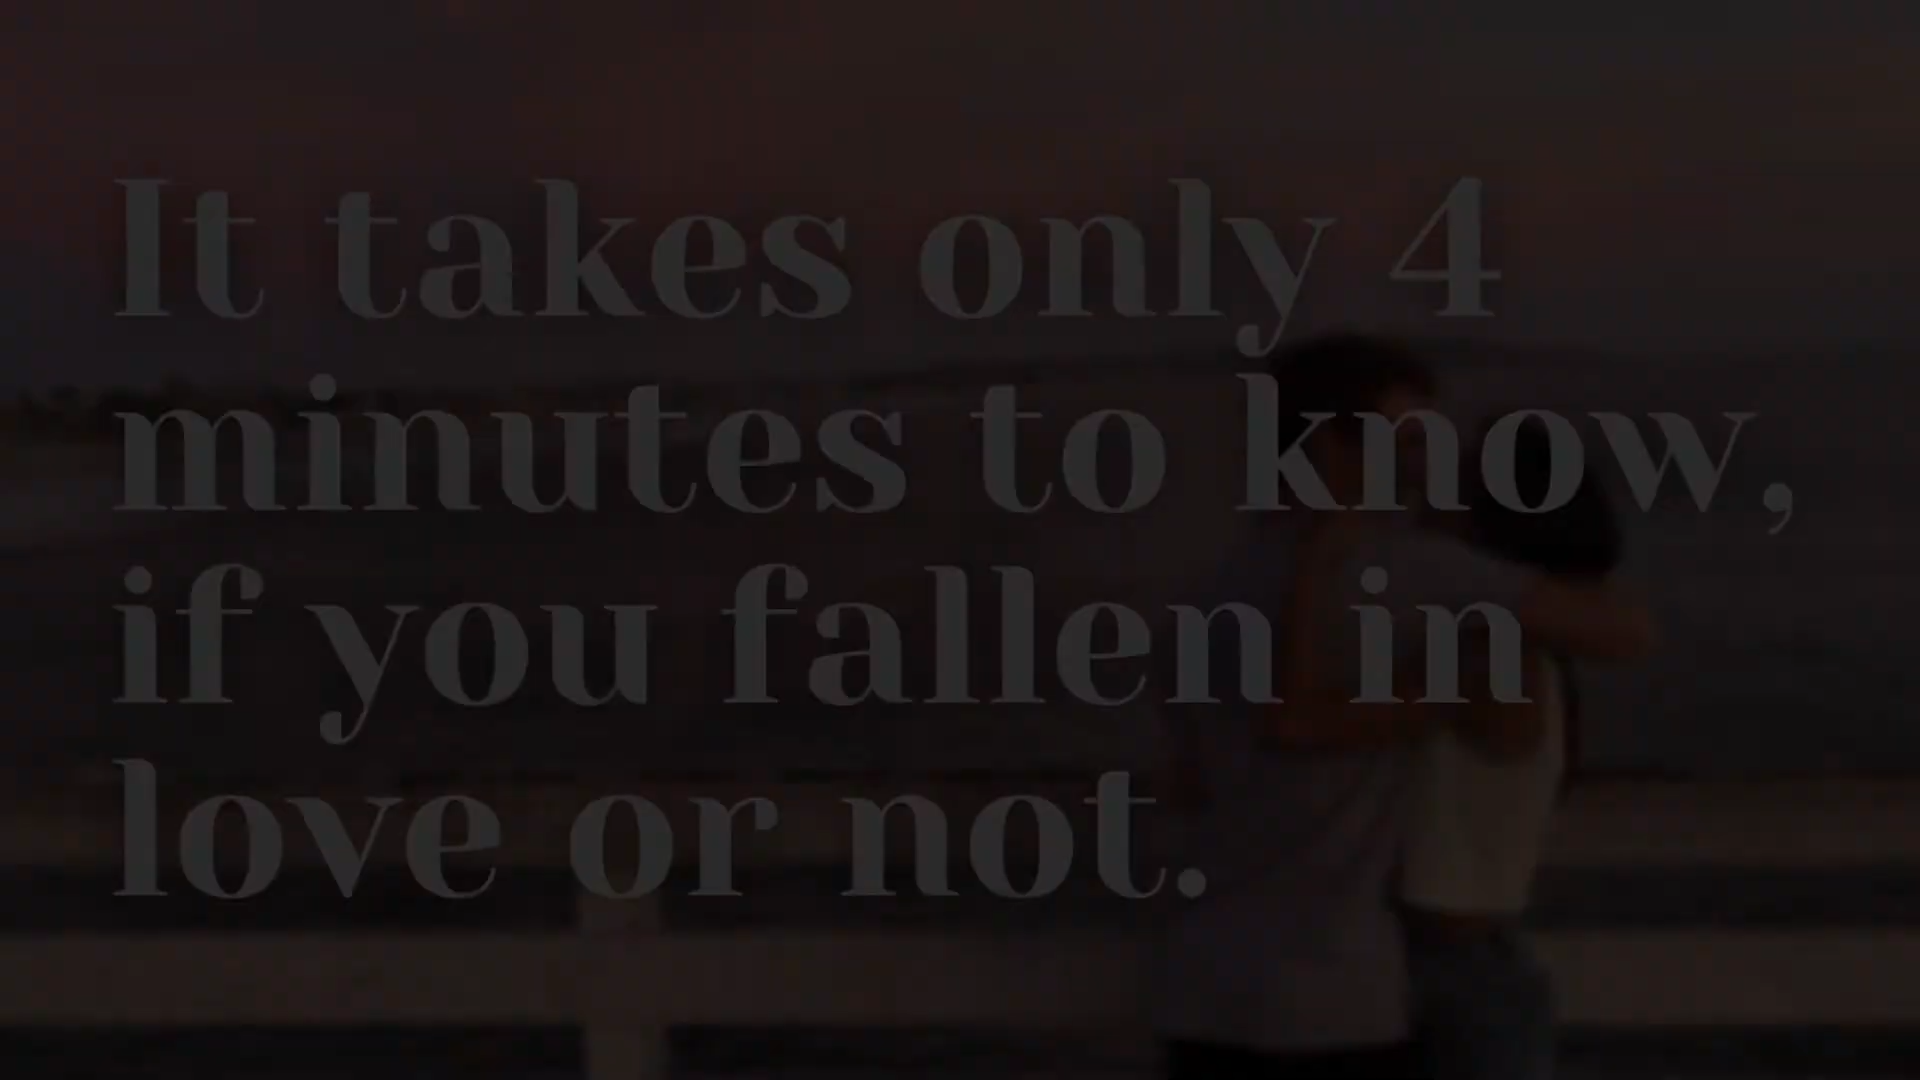 It takes only 4
minutes to know,
if you fallen in
love or not.